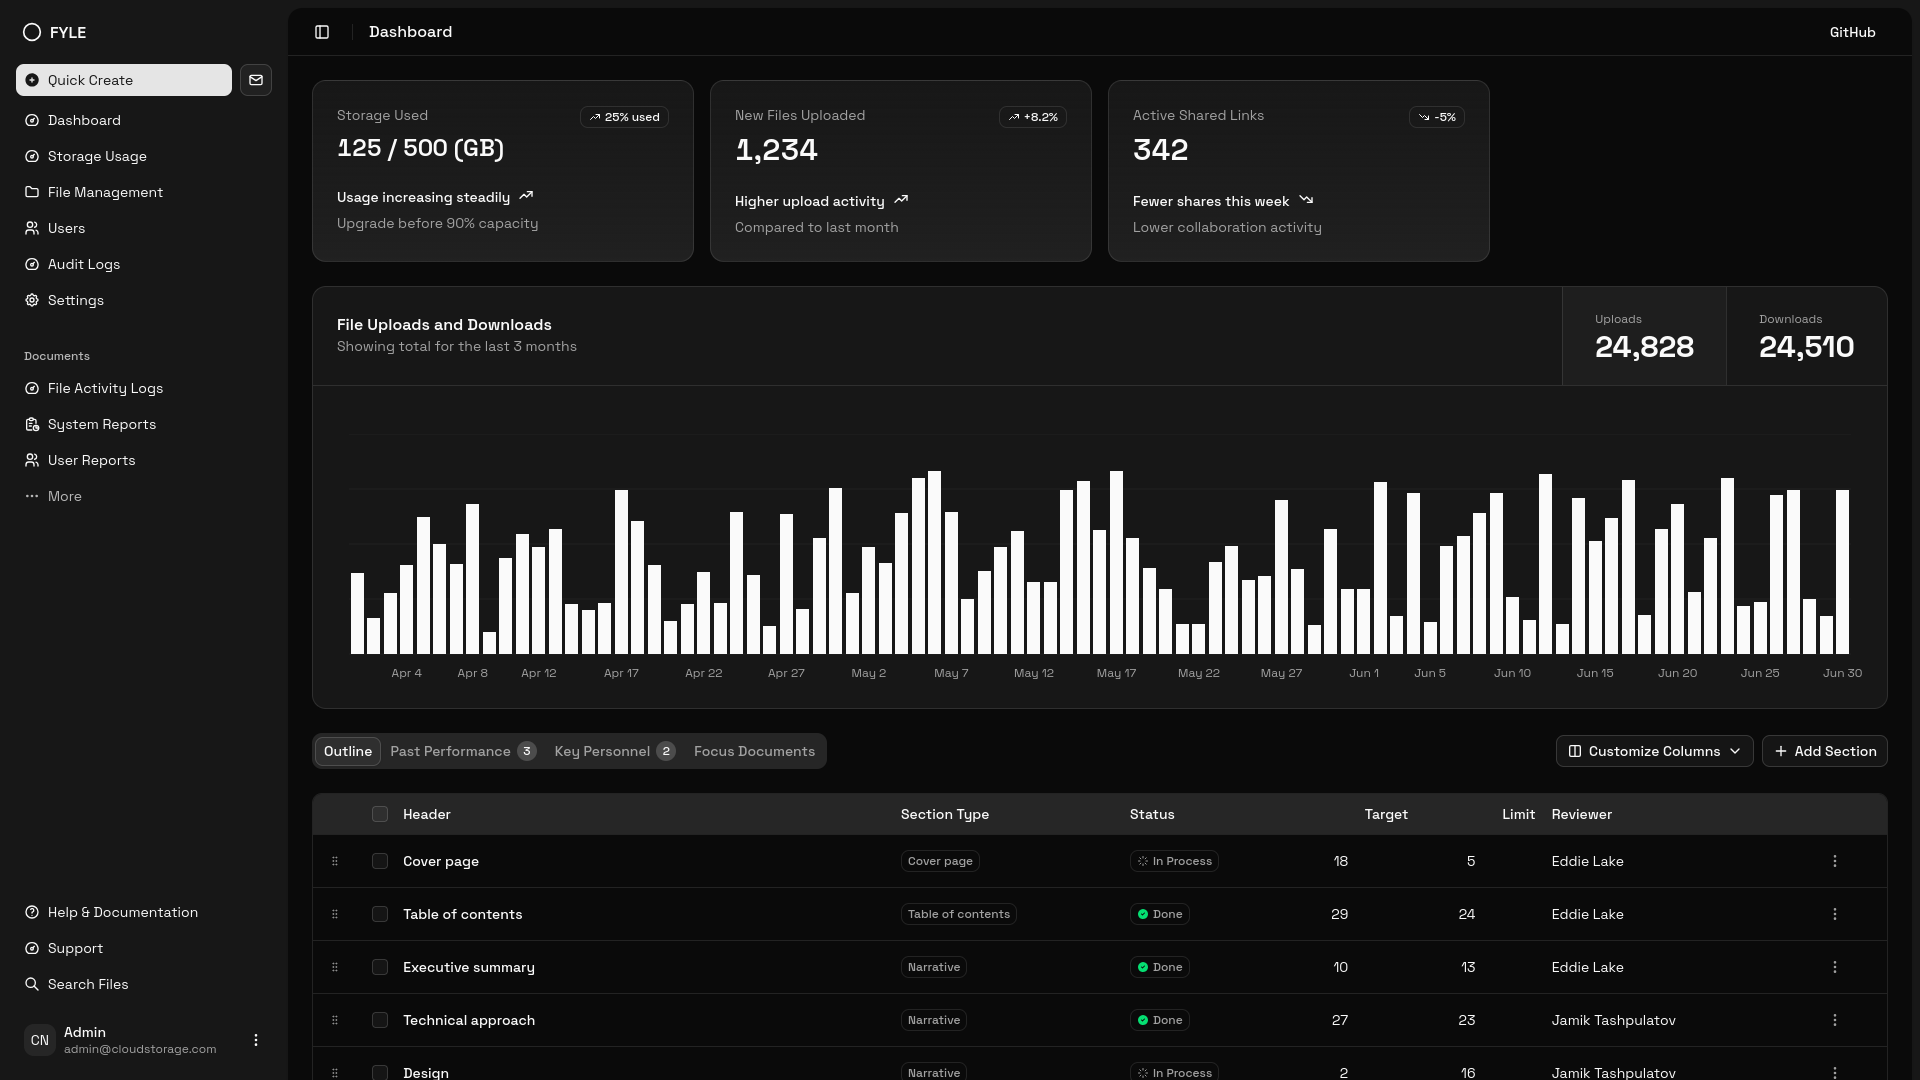 FYLE
Quick Create
Dashboard
Storage Usage
File Management
Users
Audit Logs
Settings
Documents
File Activity Logs
System Reports
User Reports
More
Help & Documentation
Support
Search Files
CN
Admin
admin@cloudstorage.com
Dashboard
GitHub
Storage Used
25% used
125 / 500 (GB)
Usage increasing steadily
Upgrade before 90% capacity
New Files Uploaded
+8.2%
1,234
Higher upload activity
Compared to last month
Active Shared Links
-5%
342
Fewer shares this week
Lower collaboration activity
File Uploads and Downloads
Showing total for the last 3 months
Uploads
24,828
Downloads
24,510
Apr 4 Apr 8 Apr 12 Apr 17 Apr 22 Apr 27 May 2 May 7 May 12 May 17 May 22 May 27 Jun 1 Jun 5 Jun 10 Jun 15 Jun 20 Jun 25 Jun 30
Outline Past Performance 3 Key Personnel 2 Focus Documents
Customize Columns Add Section
Header Section Type Status Target Limit Reviewer
Cover page Cover page In Process 18 5 Eddie Lake
Table of contents Table of contents Done 29 24 Eddie Lake
Executive summary Narrative Done 10 13 Eddie Lake
Technical approach Narrative Done 27 23 Jamik Tashpulatov
Design Narrative In Process 2 16 Jamik Tashpulatov